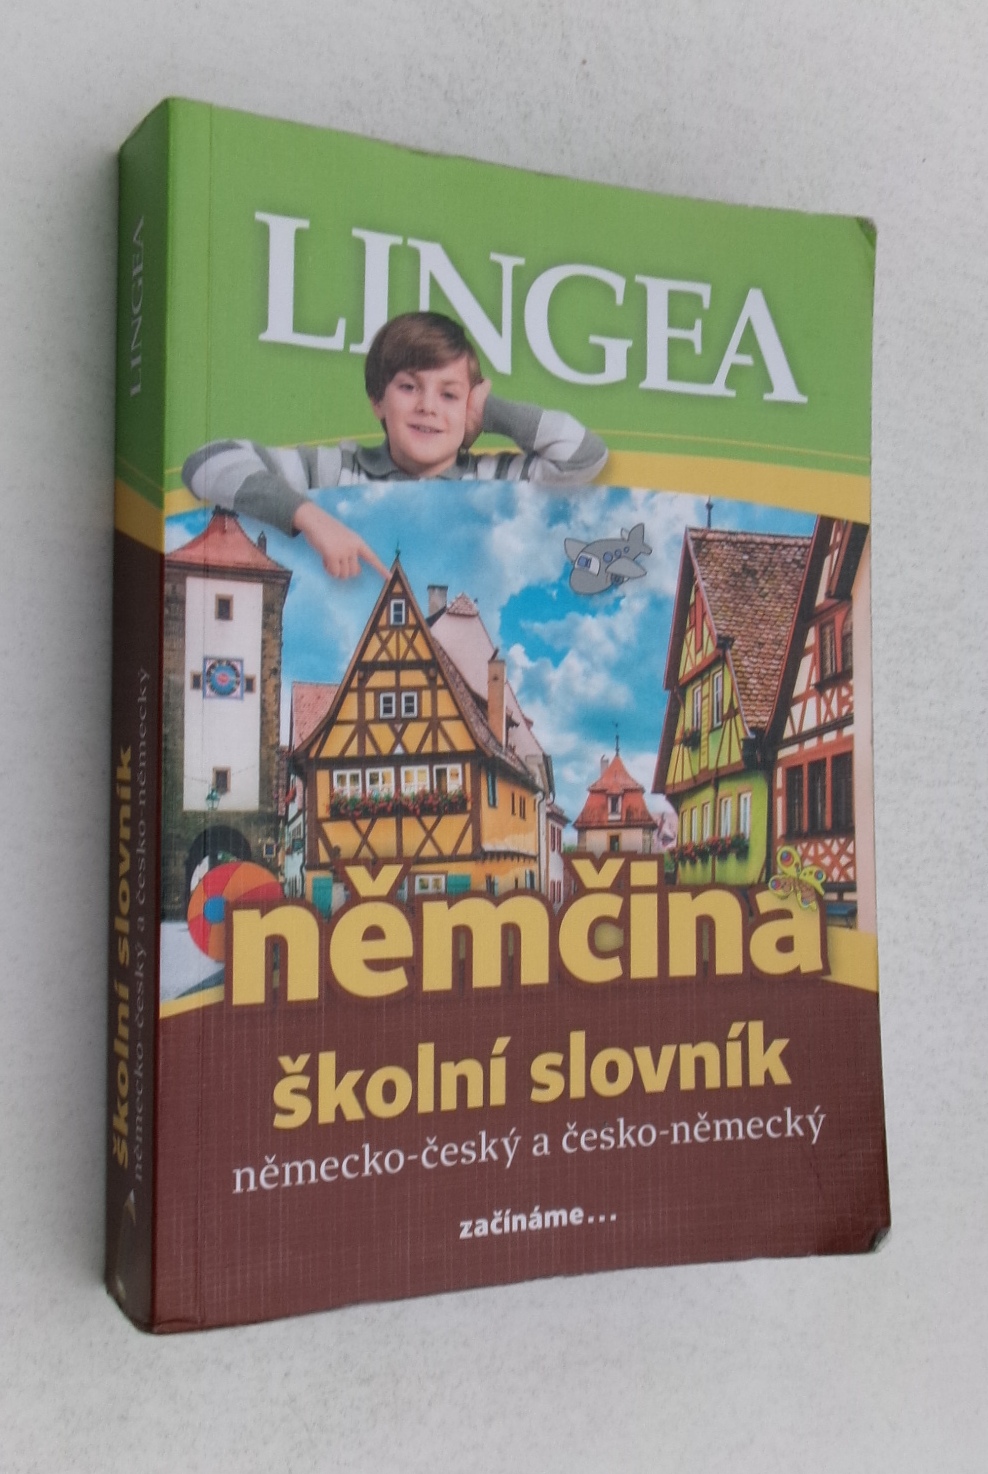 LINGEA
němčina
školní slovník
německo-český a česko-německý
začínáme...
LINGEA
školní slovník
německo-český a česko-německý